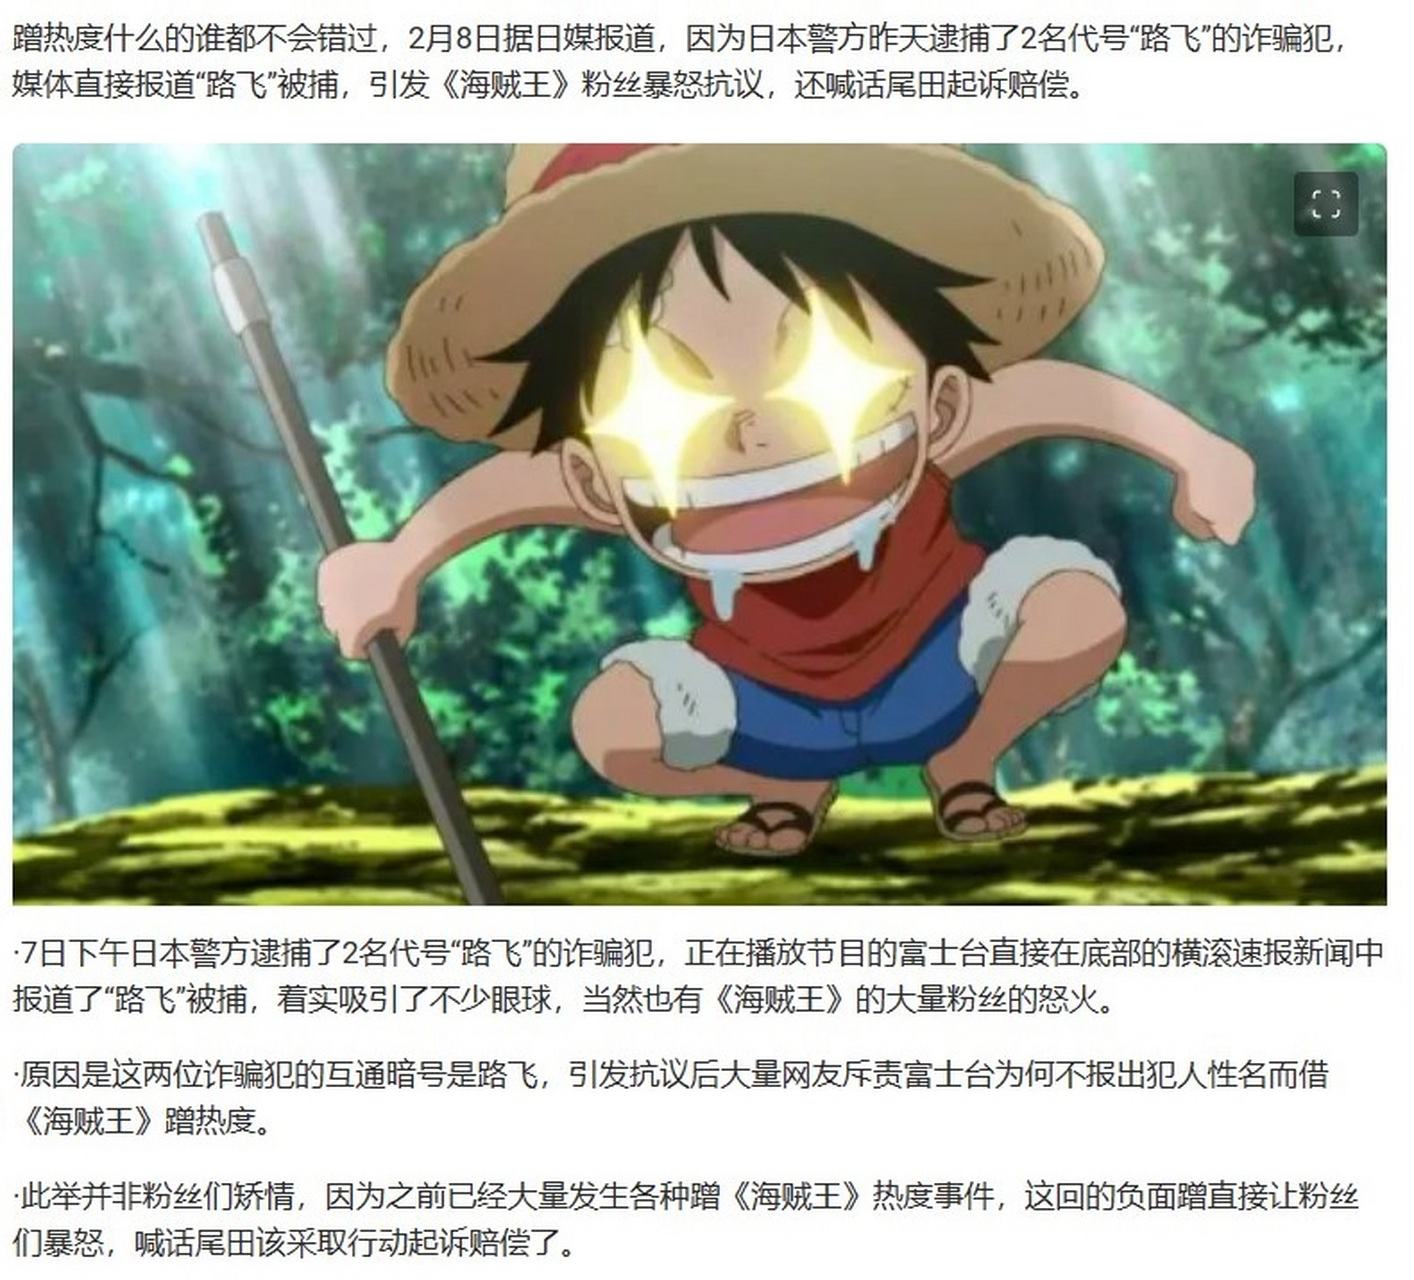 蹭热度什么的谁都不会错过，2月8日据日媒报道，因为日本警方昨天逮捕了2名代号“路飞”的诈骗犯，
媒体直接报道“路飞”被捕，引发《海贼王》粉丝暴怒抗议，还喊话尾田起诉赔偿。
·7日下午日本警方逮捕了2名代号“路飞”的诈骗犯，正在播放节目的富士台直接在底部的横滚速报新闻中
报道了“路飞”被捕，着实吸引了不少眼球，当然也有《海贼王》的大量粉丝的怒火。
·原因是这两位诈骗犯的互通暗号是路飞，引发抗议后大量网友斥责富士台为何不报出犯人性名而借
《海贼王》蹭热度。
·此举并非粉丝们矫情，因为之前已经大量发生各种蹭《海贼王》热度事件，这回的负面蹭直接让粉丝
们暴怒，喊话尾田该采取行动起诉赔偿了。